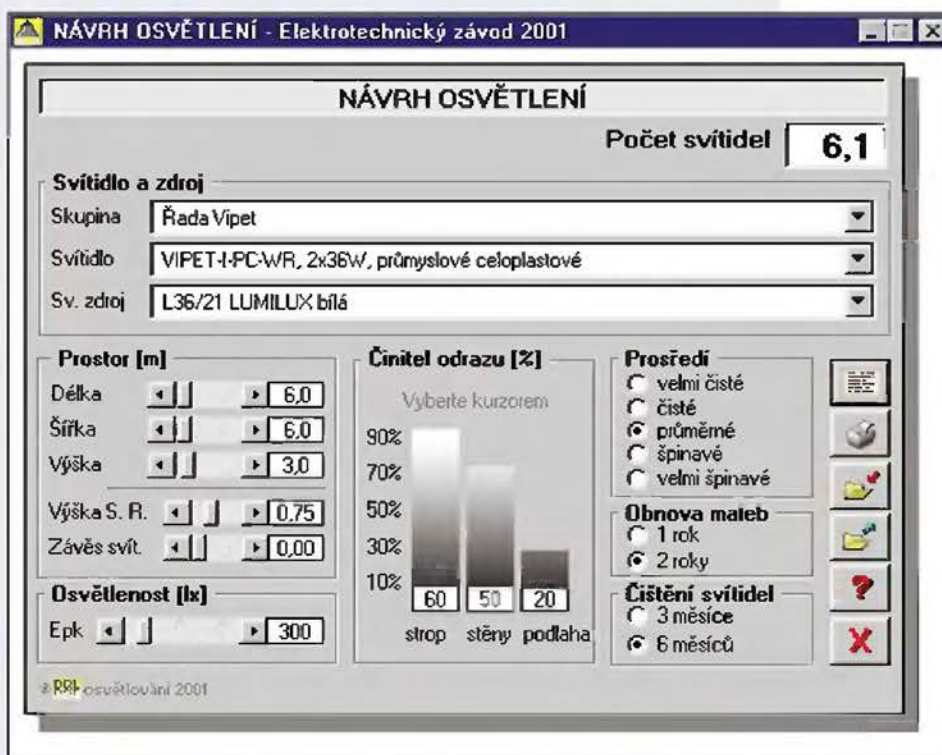 NÁVRH OSVĚTLENÍ - Elektrotechnický závod 2001
NÁVRH OSVĚTLENÍ
Počet svítidel 6,1
Svítidlo a zdroj
Skupina Řada Vipet
Svítidlo VIPET-I-PC-WR, 2x36W, průmyslové celoplastové
Sv. zdroj L36/21 LUMILUX bílá
Prostor [m]
Délka 6,0
Šířka 6,0
Výška 3,0
Výška S. R. 0,75
Závěs svít. 0,00
Osvětlenost [lx]
Epk 300
Činitel odrazu [%]
Vyberte kurzorem
90%
70%
50%
30%
10%
60 50 20
strop stěny podlaha
Prostředí
velmi čisté
čisté
průměrné
špinavé
velmi špinavé
Obnova maleb
1 rok
2 roky
Čištění svítidel
3 měsíce
6 měsíců
osvětlování 2001